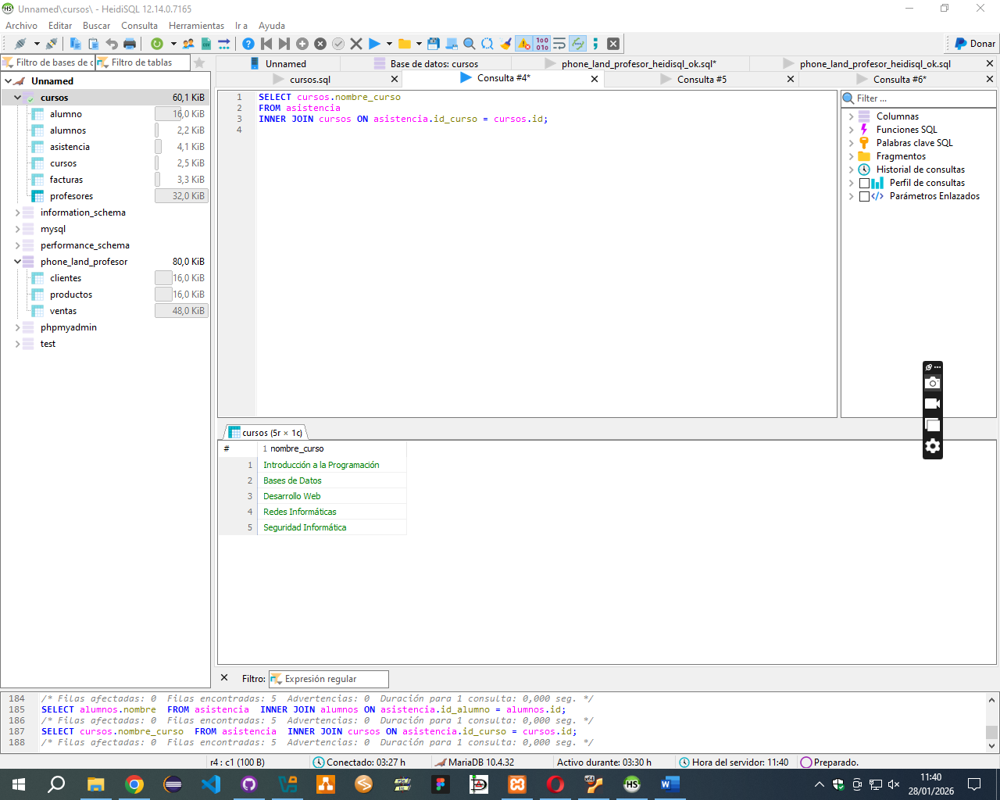 Unnamed\cursos\ - HeidiSQL 12.14.0.7165
Archivo Editar Buscar Consulta Herramientas Ir a Ayuda
Donar
Filtro de bases de d Filtro de tablas
Unnamed Base de datos: cursos phone_land_profesor_heidisql_ok.sql* phone_land_profesor_heidisql_ok.sql
cursos.sql Consulta #4* Consulta #5 Consulta #6*
Unnamed
cursos 60,1 KiB
alumno 16,0 KiB
alumnos 2,2 KiB
asistencia 4,1 KiB
cursos 2,5 KiB
facturas 3,3 KiB
profesores 32,0 KiB
information_schema
mysql
performance_schema
phone_land_profesor 80,0 KiB
clientes 16,0 KiB
productos 16,0 KiB
ventas 48,0 KiB
phpmyadmin
test
1 SELECT cursos.nombre_curso
2 FROM asistencia
3 INNER JOIN cursos ON asistencia.id_curso = cursos.id;
4
Filter ...
Columnas
Funciones SQL
Palabras clave SQL
Fragmentos
Historial de consultas
Perfil de consultas
Parámetros Enlazados
cursos (5r × 1c)
# 1 nombre_curso
1 Introducción a la Programación
2 Bases de Datos
3 Desarrollo Web
4 Redes Informáticas
5 Seguridad Informática
Filtro: Expresión regular
184 /* Filas afectadas: 0 Filas encontradas: 5 Advertencias: 0 Duración para 1 consulta: 0,000 seg. */
185 SELECT alumnos.nombre FROM asistencia INNER JOIN alumnos ON asistencia.id_alumno = alumnos.id;
186 /* Filas afectadas: 0 Filas encontradas: 5 Advertencias: 0 Duración para 1 consulta: 0,000 seg. */
187 SELECT cursos.nombre_curso FROM asistencia INNER JOIN cursos ON asistencia.id_curso = cursos.id;
188 /* Filas afectadas: 0 Filas encontradas: 5 Advertencias: 0 Duración para 1 consulta: 0,000 seg. */
r4 : c1 (100 B) Conectado: 03:27 h MariaDB 10.4.32 Activo durante: 03:30 h Hora del servidor: 11:40 Preparado.
11:40
28/01/2026